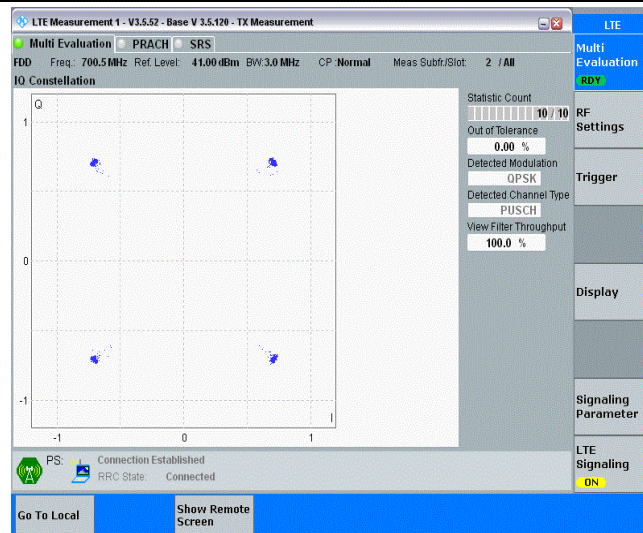 LTE Measurement 1 - V3.5.52 - Base V 3.5.120 - TX Measurement
LTE
Multi Evaluation PRACH SRS
FDD Freq.: 700.5 MHz Ref. Level: 41.00 dBm BW:3.0 MHz CP :Normal Meas Subfr./Slot: 2 / All
IQ Constellation
Q
1
0
-1
-1 0 1
I
Statistic Count
10 / 10
Out of Tolerance
0.00 %
Detected Modulation
QPSK
Detected Channel Type
PUSCH
View Filter Throughput
100.0 %
Multi
Evaluation
RDY
RF
Settings
Trigger
Display
Signaling
Parameter
LTE
Signaling
ON
PS: Connection Established
RRC State: Connected
Go To Local
Show Remote
Screen